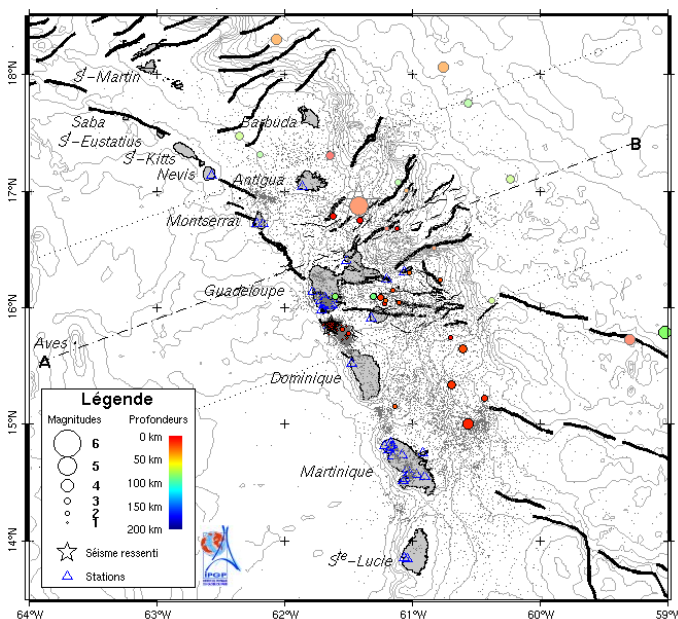 18°N
Sᵗ-Martin
Saba
Barbuda
Sᵗ-Eustatius
Sᵗ-Kitts
B
Nevis
Antigua
17°N
Montserrat
Guadeloupe
16°N
Aves
A
Dominique
Légende
Magnitudes
Profondeurs
6
5
4
3
2
1
0 km
50 km
100 km
150 km
200 km
Séisme ressenti
Stations
15°N
Martinique
14°N
IPGP
Sᵗᵉ-Lucie
64°W
63°W
62°W
61°W
60°W
59°W